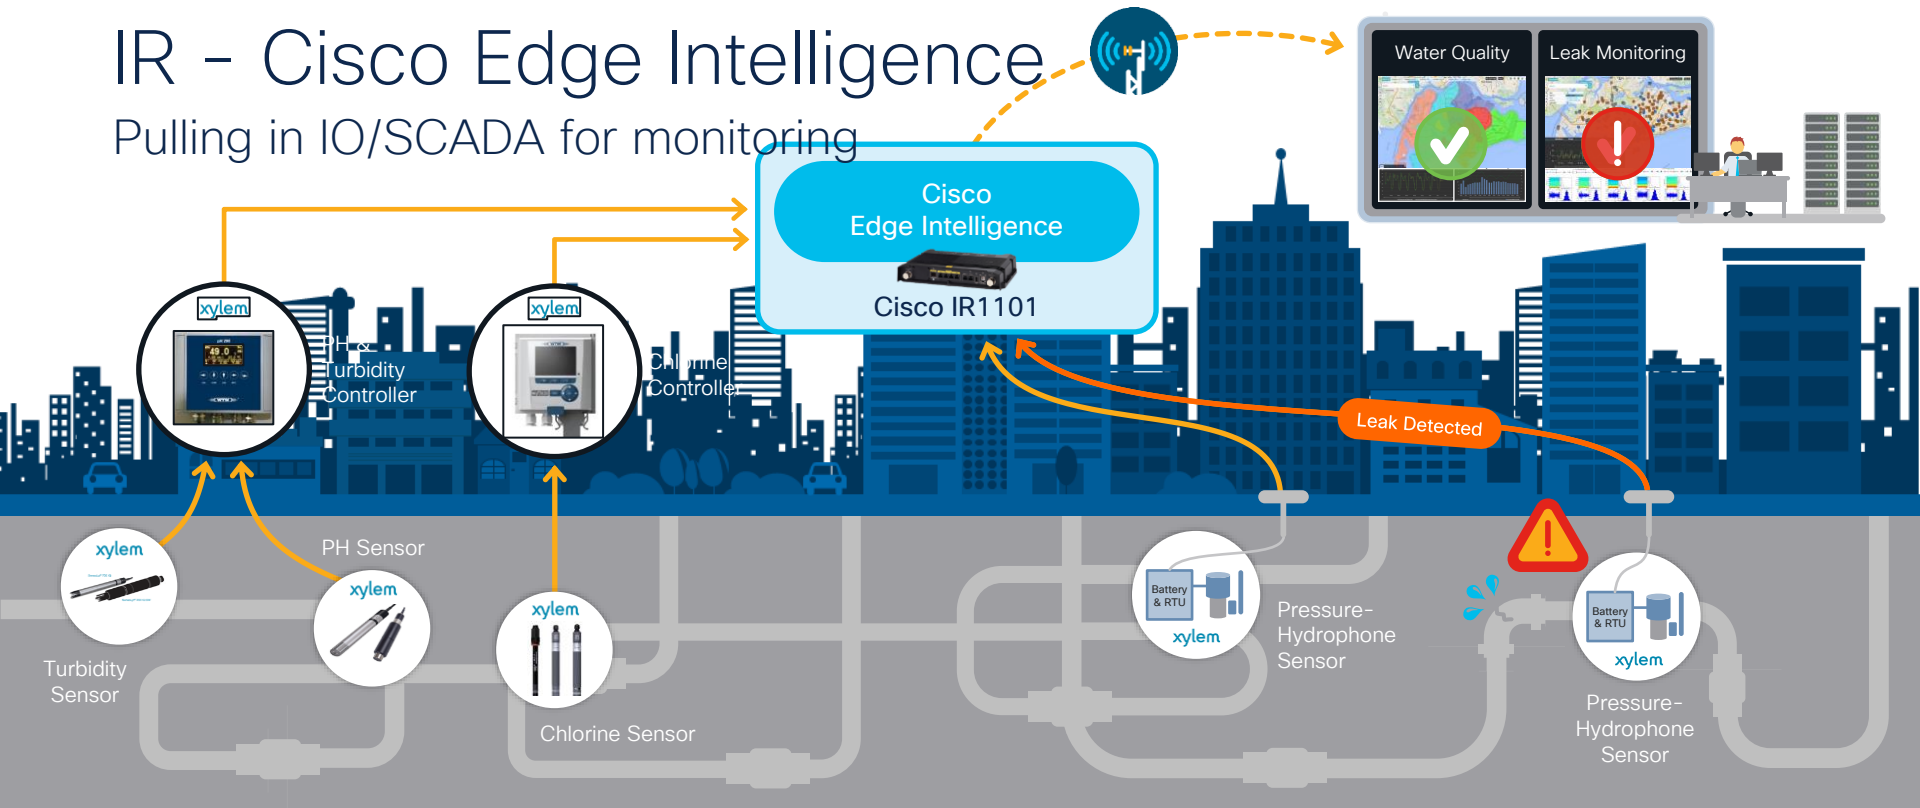 IR - Cisco Edge Intelligence
Pulling in IO/SCADA for monitoring
Water Quality
Leak Monitoring
Cisco
Edge Intelligence
Cisco IR1101
xylem
PH &
Turbidity
Controller
xylem
Chlorine
Controller
49.0
Leak Detected
xylem
Turbidity
Sensor
PH Sensor
xylem
xylem
Chlorine Sensor
Battery
& RTU
xylem
Pressure-
Hydrophone
Sensor
Battery
& RTU
xylem
Pressure-
Hydrophone
Sensor